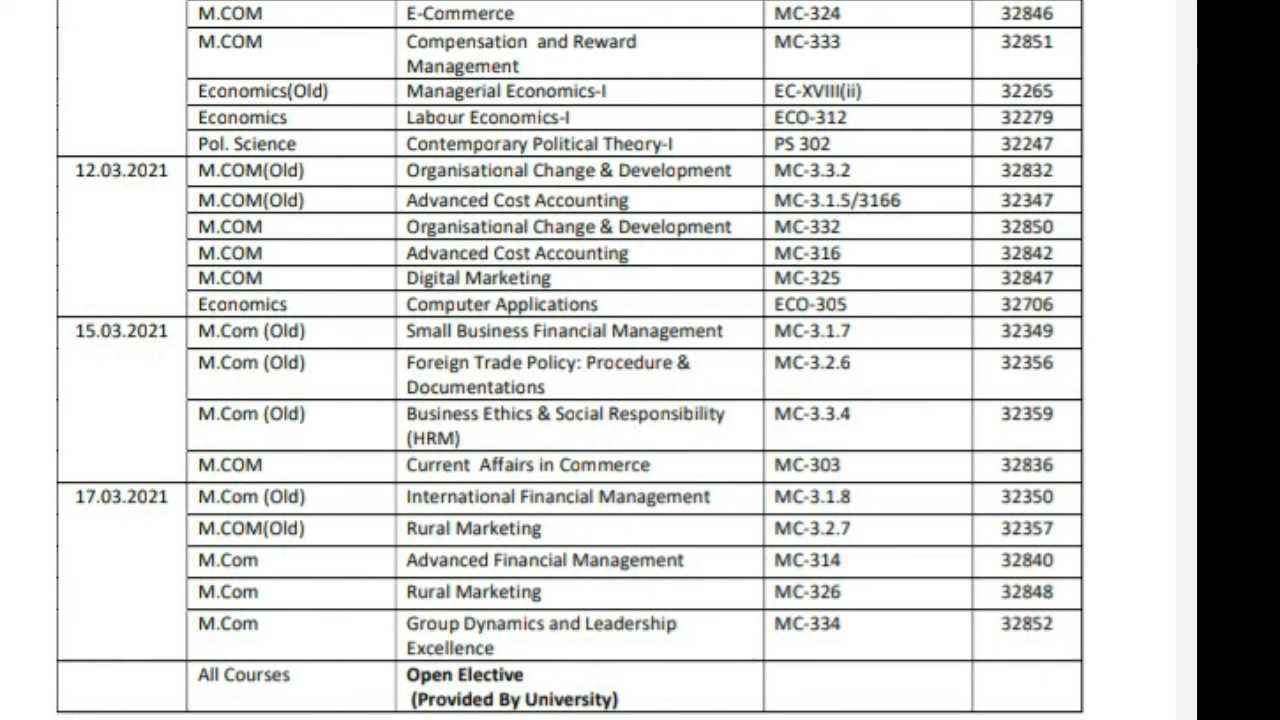 M.COM E-Commerce MC-324 32846
M.COM Compensation and Reward MC-333 32851
Management
Economics(Old) Managerial Economics-I EC-XVIII(ii) 32265
Economics Labour Economics-I ECO-312 32279
Pol. Science Contemporary Political Theory-I PS 302 32247
12.03.2021 M.COM(Old) Organisational Change & Development MC-3.3.2 32832
M.COM(Old) Advanced Cost Accounting MC-3.1.5/3166 32347
M.COM Organisational Change & Development MC-332 32850
M.COM Advanced Cost Accounting MC-316 32842
M.COM Digital Marketing MC-325 32847
Economics Computer Applications ECO-305 32706
15.03.2021 M.Com (Old) Small Business Financial Management MC-3.1.7 32349
M.Com (Old) Foreign Trade Policy: Procedure & MC-3.2.6 32356
Documentations
M.Com (Old) Business Ethics & Social Responsibility MC-3.3.4 32359
(HRM)
M.COM Current Affairs in Commerce MC-303 32836
17.03.2021 M.Com (Old) International Financial Management MC-3.1.8 32350
M.COM(Old) Rural Marketing MC-3.2.7 32357
M.Com Advanced Financial Management MC-314 32840
M.Com Rural Marketing MC-326 32848
M.Com Group Dynamics and Leadership MC-334 32852
Excellence
All Courses Open Elective
(Provided By University)